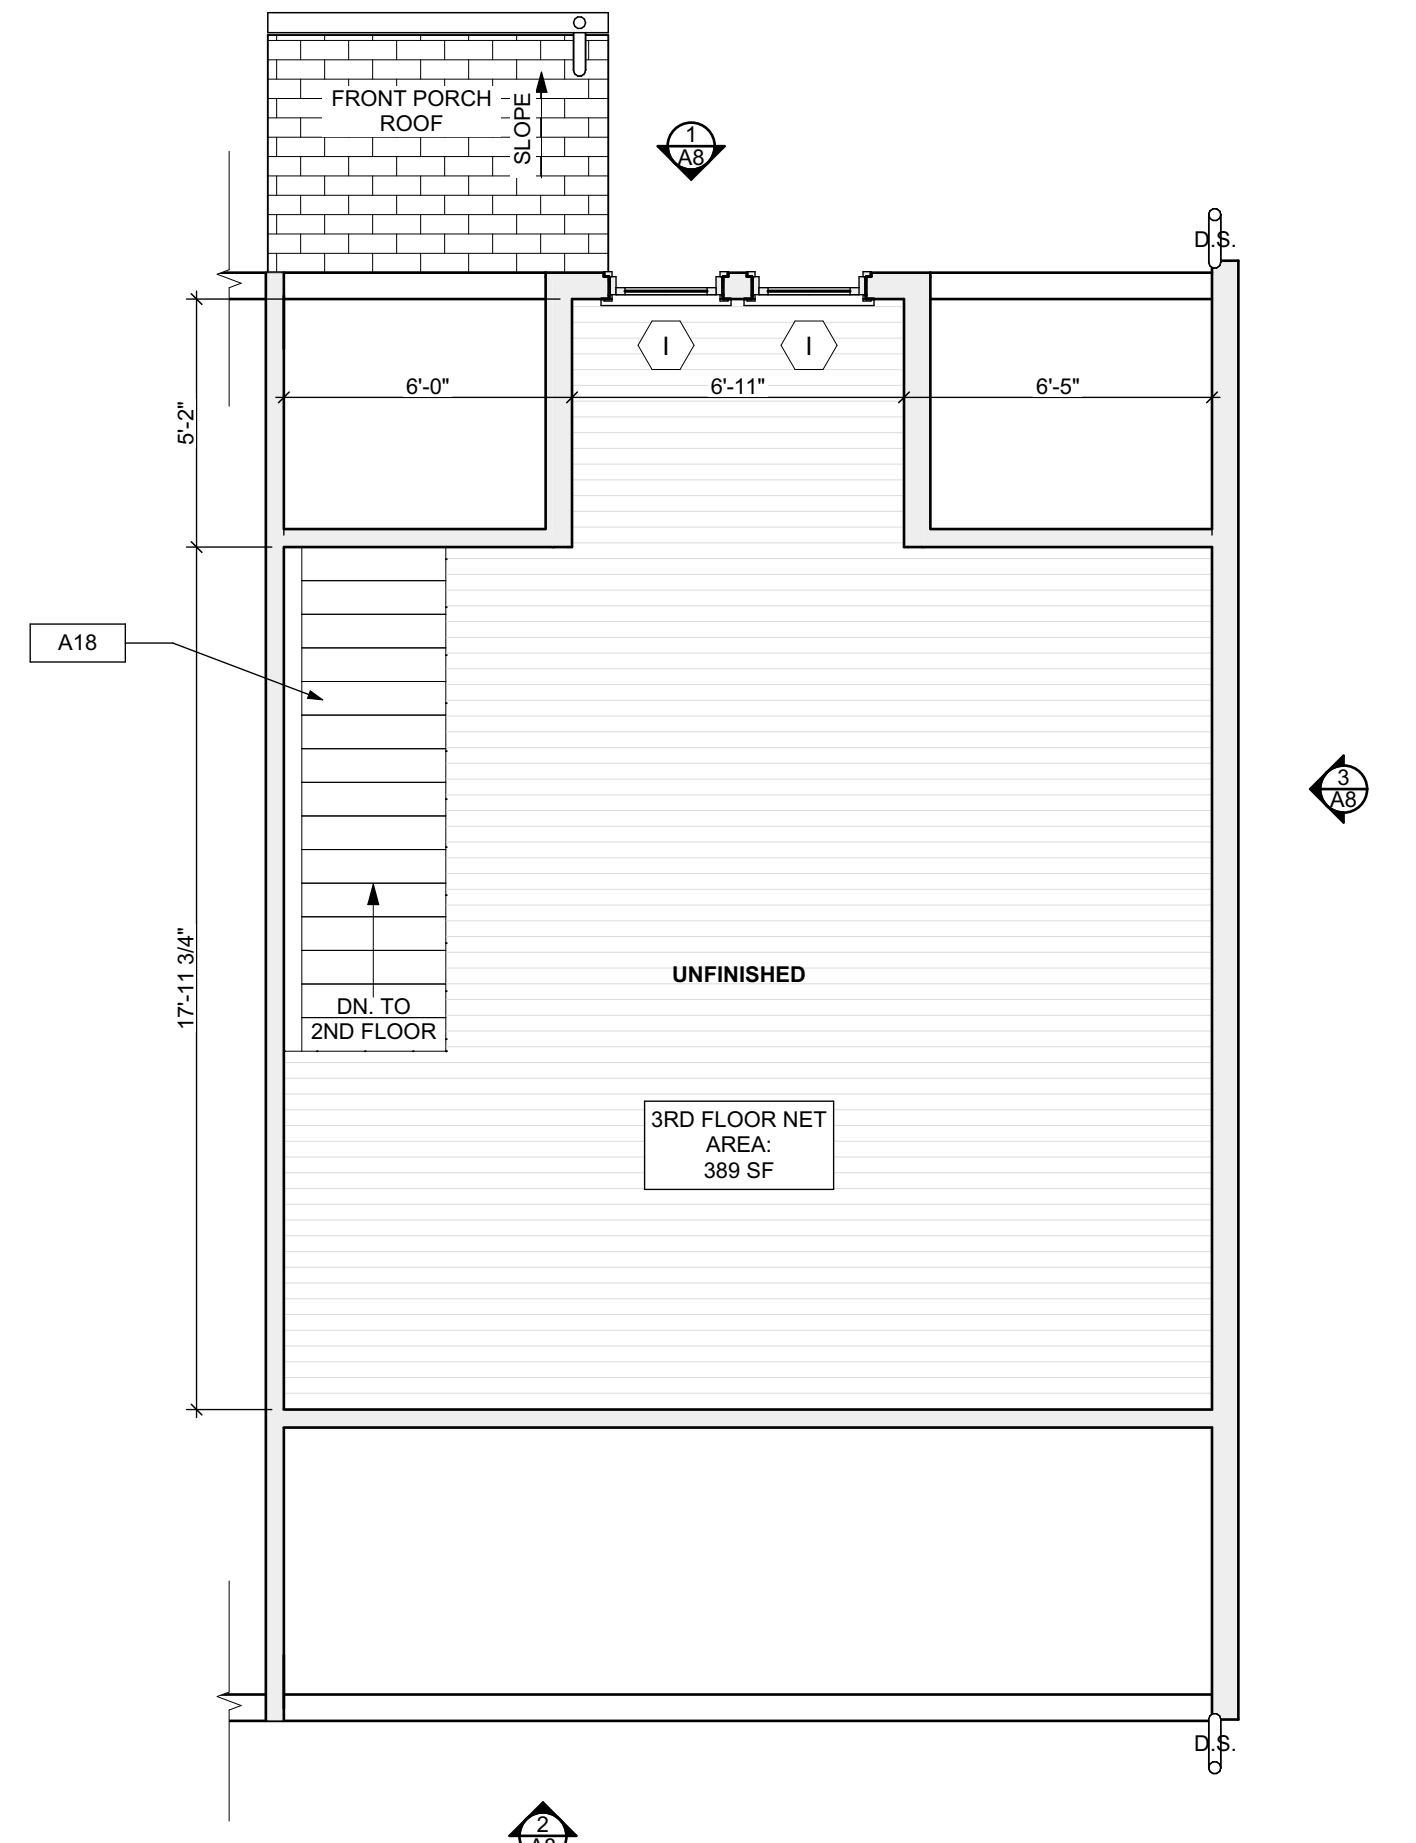 FRONT PORCH
ROOF
SLOPE
1
A8
D.S.
I
I
6'-0"
6'-11"
6'-5"
5'-2"
A18
3
A8
17'-11 3/4"
UNFINISHED
DN. TO
2ND FLOOR
3RD FLOOR NET
AREA:
389 SF
D.S.
2